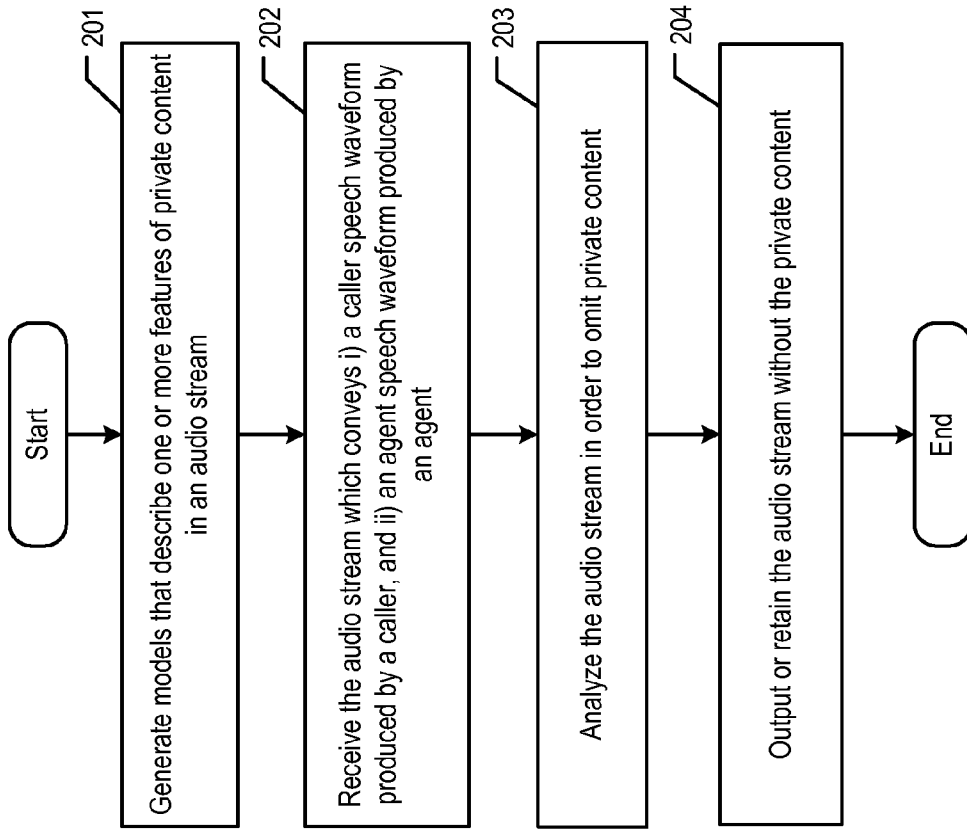 Start
201
Generate models that describe one or more features of private content
in an audio stream
202
Receive the audio stream which conveys i) a caller speech waveform
produced by a caller, and ii) an agent speech waveform produced by
an agent
203
Analyze the audio stream in order to omit private content
204
Output or retain the audio stream without the private content
End